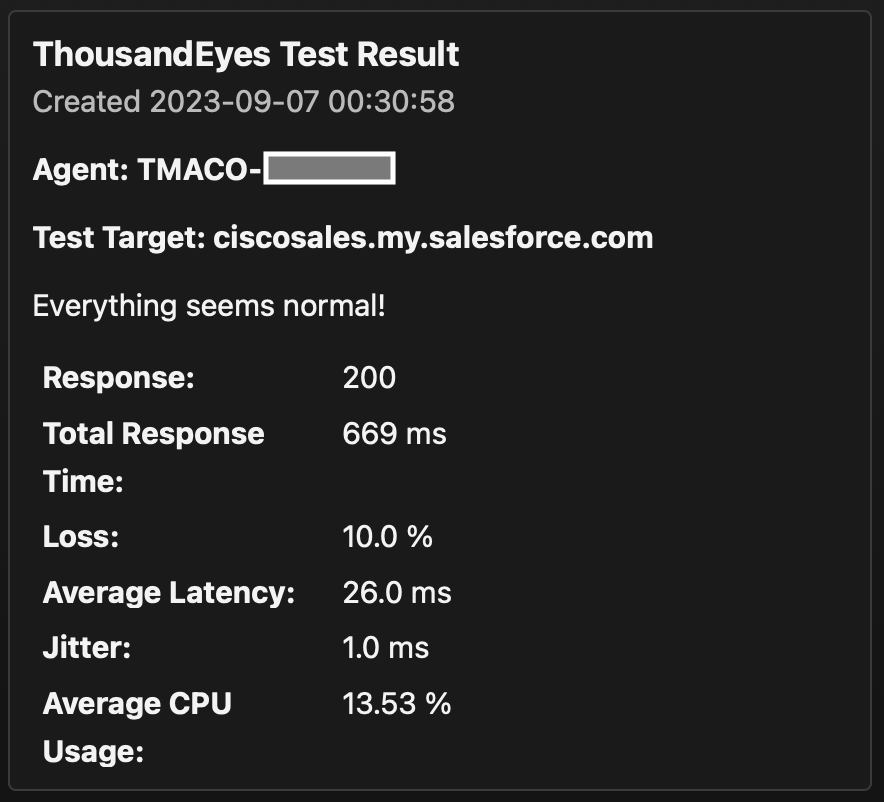 ThousandEyes Test Result
Created 2023-09-07 00:30:58
Agent: TMACO-
Test Target: ciscosales.my.salesforce.com
Everything seems normal!
Response: 200
Total Response 669 ms
Time:
Loss: 10.0 %
Average Latency: 26.0 ms
Jitter: 1.0 ms
Average CPU 13.53 %
Usage: